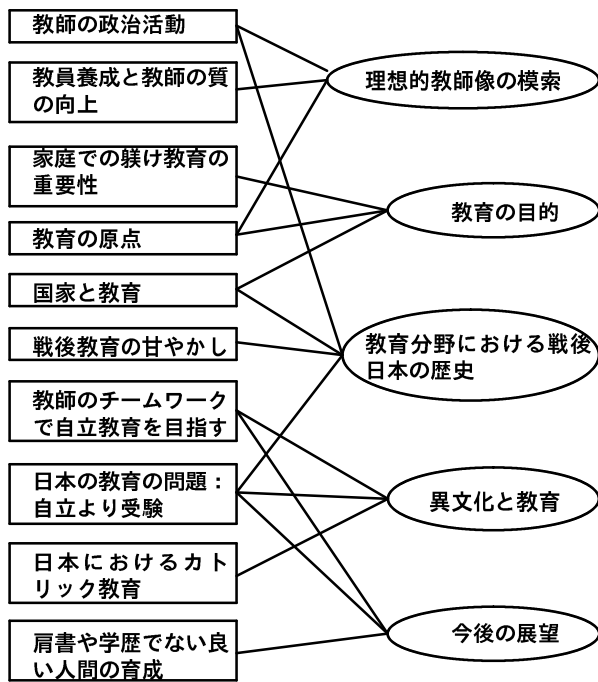 教師の政治活動
教員養成と教師の質
の向上
家庭での躾け教育の
重要性
教育の原点
国家と教育
戦後教育の甘やかし
教師のチームワーク
で自立教育を目指す
日本の教育の問題：
自立より受験
日本におけるカト
リック教育
肩書や学歴でない良
い人間の育成
理想的教師像の模索
教育の目的
教育分野における戦後
日本の歴史
異文化と教育
今後の展望